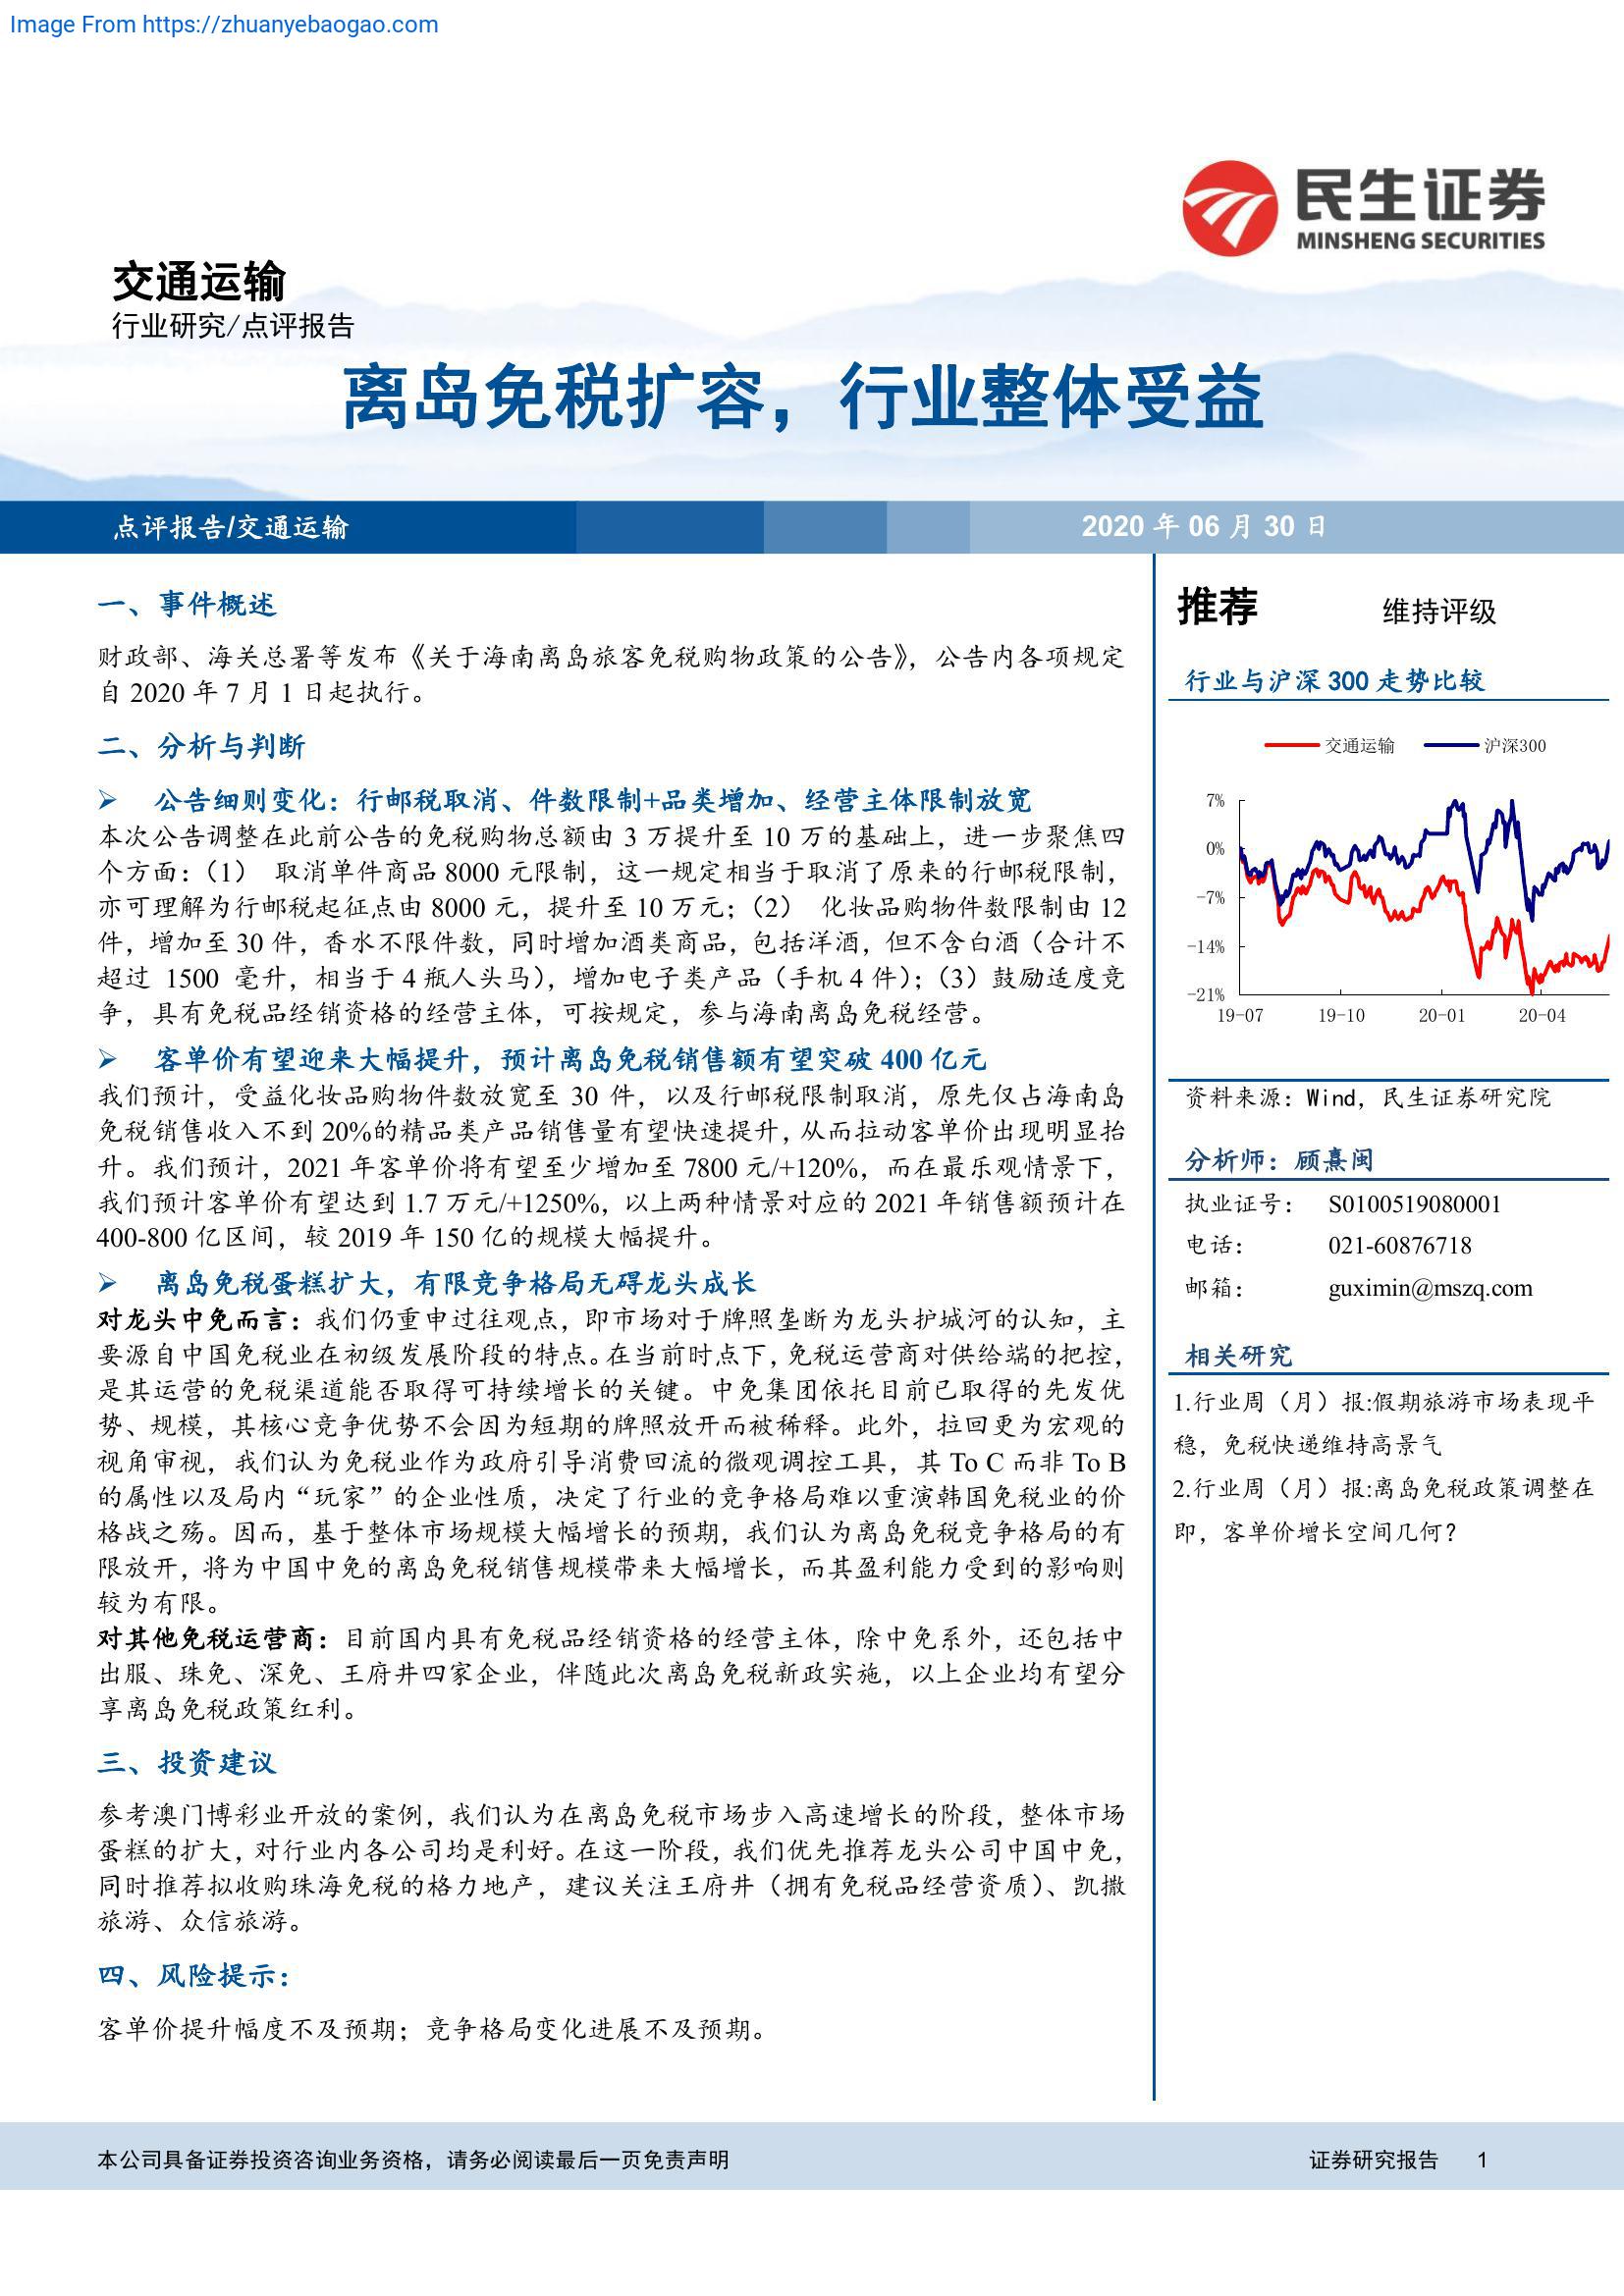 Image From https://zhuanyebaogao.com
民生证券
MINSHENG SECURITIES
交通运输
行业研究/点评报告
离岛免税扩容，行业整体受益
点评报告/交通运输
2020 年 06 月 30 日
一、事件概述
财政部、海关总署等发布《关于海南离岛旅客免税购物政策的公告》，公告内各项规定
自 2020 年 7 月 1 日起执行。
二、分析与判断
➢ 公告细则变化：行邮税取消、件数限制+品类增加、经营主体限制放宽
本次公告调整在此前公告的免税购物总额由 3 万提升至 10 万的基础上，进一步聚焦四
个方面：（1） 取消单件商品 8000 元限制，这一规定相当于取消了原来的行邮税限制，
亦可理解为行邮税起征点由 8000 元，提升至 10 万元；（2） 化妆品购物件数限制由 12
件，增加至 30 件，香水不限件数，同时增加酒类商品，包括洋酒，但不含白酒（合计不
超过 1500 毫升，相当于 4 瓶人头马），增加电子类产品（手机 4 件）；（3）鼓励适度竞
争，具有免税品经销资格的经营主体，可按规定，参与海南离岛免税经营。
➢ 客单价有望迎来大幅提升，预计离岛免税销售额有望突破 400 亿元
我们预计，受益化妆品购物件数放宽至 30 件，以及行邮税限制取消，原先仅占海南岛
免税销售收入不到 20%的精品类产品销售量有望快速提升，从而拉动客单价出现明显抬
升。我们预计，2021 年客单价将有望至少增加至 7800 元/+120%，而在最乐观情景下，
我们预计客单价有望达到 1.7 万元/+1250%，以上两种情景对应的 2021 年销售额预计在
400-800 亿区间，较 2019 年 150 亿的规模大幅提升。
➢ 离岛免税蛋糕扩大，有限竞争格局无碍龙头成长
对龙头中免而言：我们仍重申过往观点，即市场对于牌照垄断为龙头护城河的认知，主
要源自中国免税业在初级发展阶段的特点。在当前时点下，免税运营商对供给端的把控，
是其运营的免税渠道能否取得可持续增长的关键。中免集团依托目前已取得的先发优
势、规模，其核心竞争优势不会因为短期的牌照放开而被稀释。此外，拉回更为宏观的
视角审视，我们认为免税业作为政府引导消费回流的微观调控工具，其 To C 而非 To B
的属性以及局内“玩家”的企业性质，决定了行业的竞争格局难以重演韩国免税业的价
格战之殇。因而，基于整体市场规模大幅增长的预期，我们认为离岛免税竞争格局的有
限放开，将为中国中免的离岛免税销售规模带来大幅增长，而其盈利能力受到的影响则
较为有限。
对其他免税运营商：目前国内具有免税品经销资格的经营主体，除中免系外，还包括中
出服、珠免、深免、王府井四家企业，伴随此次离岛免税新政实施，以上企业均有望分
享离岛免税政策红利。
三、投资建议
参考澳门博彩业开放的案例，我们认为在离岛免税市场步入高速增长的阶段，整体市场
蛋糕的扩大，对行业内各公司均是利好。在这一阶段，我们优先推荐龙头公司中国中免，
同时推荐拟收购珠海免税的格力地产，建议关注王府井（拥有免税品经营资质）、凯撒
旅游、众信旅游。
四、风险提示：
客单价提升幅度不及预期；竞争格局变化进展不及预期。
推荐 维持评级
行业与沪深 300 走势比较
交通运输 沪深300
7%
0%
-7%
-14%
-21%
19-07 19-10 20-01 20-04
资料来源：Wind，民生证券研究院
分析师：顾熹闽
执业证号： S0100519080001
电话： 021-60876718
邮箱： guximin@mszq.com
相关研究
1.行业周（月）报:假期旅游市场表现平
稳，免税快递维持高景气
2.行业周（月）报:离岛免税政策调整在
即，客单价增长空间几何？
本公司具备证券投资咨询业务资格，请务必阅读最后一页免责声明
证券研究报告 1